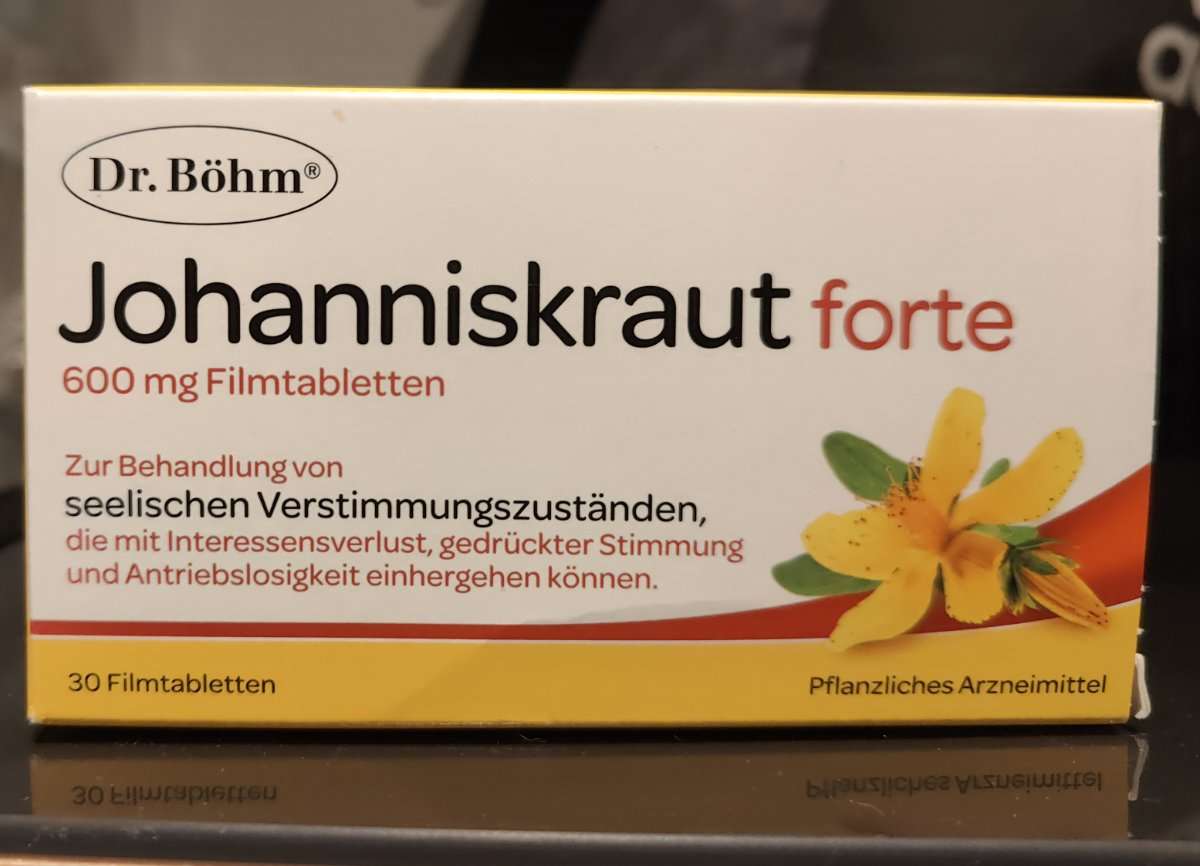 Dr. Böhm®
Johanniskraut forte
600 mg Filmtabletten
Zur Behandlung von
seelischen Verstimmungszuständen,
die mit Interessensverlust, gedrückter Stimmung
und Antriebslosigkeit einhergehen können.
30 Filmtabletten
Pflanzliches Arzneimittel